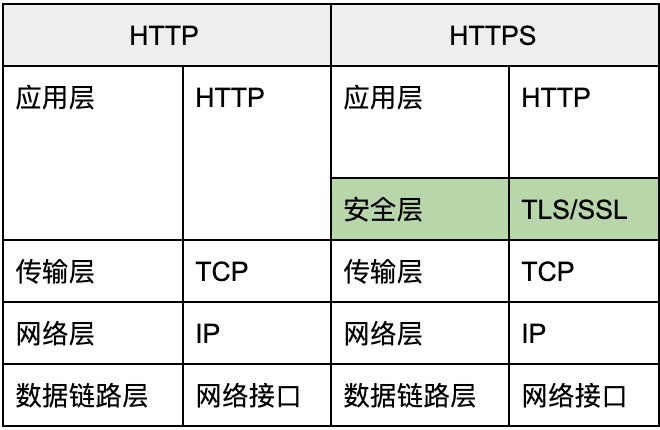 HTTP HTTPS
应用层 HTTP 应用层 HTTP
安全层 TLS/SSL
传输层 TCP 传输层 TCP
网络层 IP 网络层 IP
数据链路层 网络接口 数据链路层 网络接口